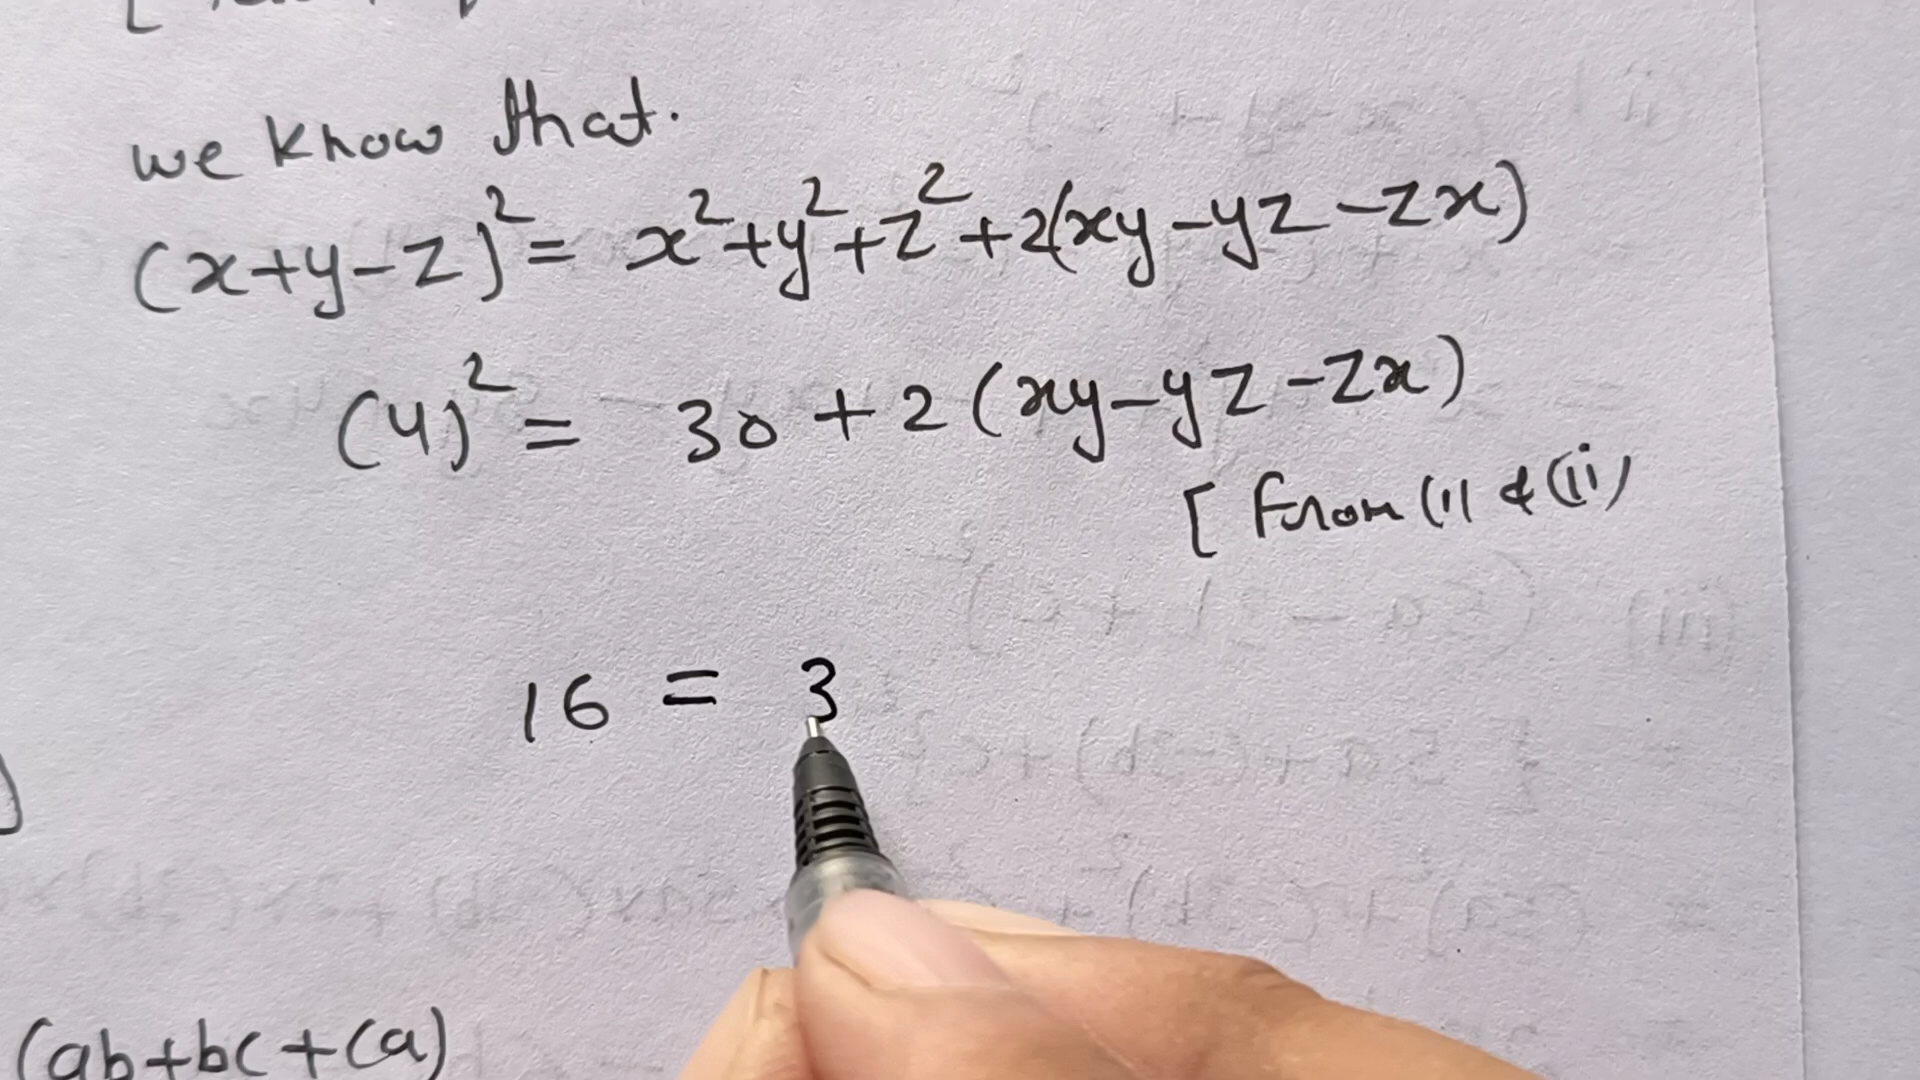 we know that.
(x+y-z)² = x²+y²+z²+2(xy-yz-zx)
(4)² = 30+2(xy-yz-zx)
[From (i) & (ii)
16 = 3
(ab+bc+ca)